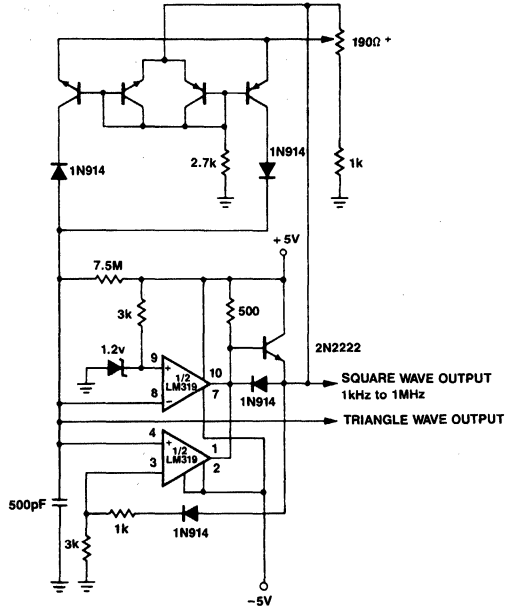 190Ω +
1N914
2.7k
1N914
1k
+5V
7.5M
3k
500
1.2v
2N2222
9
+
1/2
LM319
10
7
8
−
1N914
SQUARE WAVE OUTPUT
1kHz to 1MHz
TRIANGLE WAVE OUTPUT
4
+
1/2
LM319
1
2
3
−
500pF
1k
1N914
3k
−5V